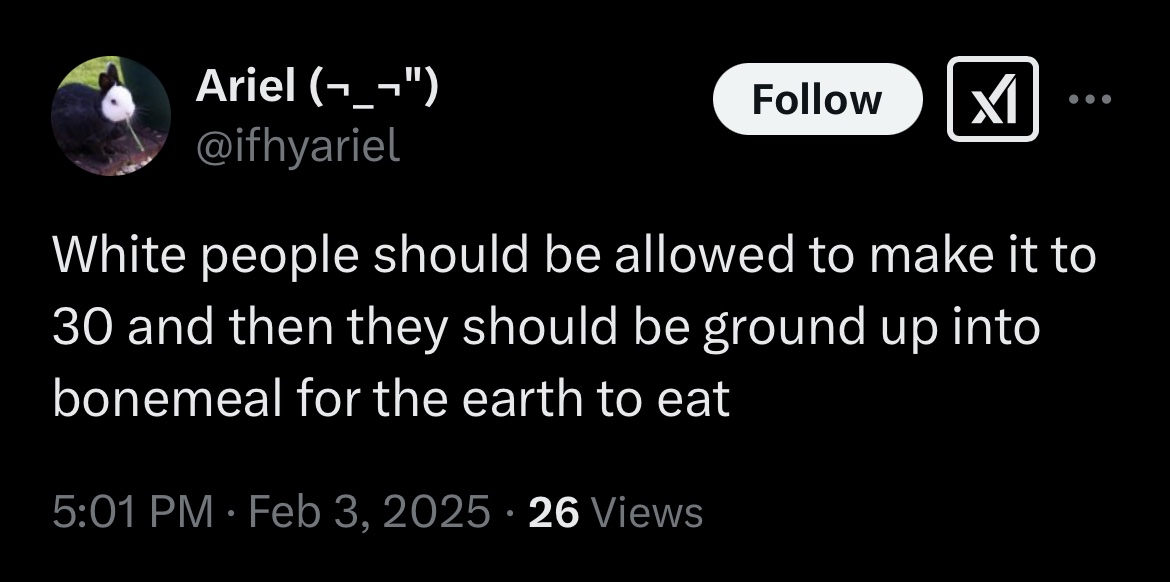 Ariel (¬_¬")
@ifhyariel
Follow
White people should be allowed to make it to
30 and then they should be ground up into
bonemeal for the earth to eat
5:01 PM · Feb 3, 2025 · 26 Views